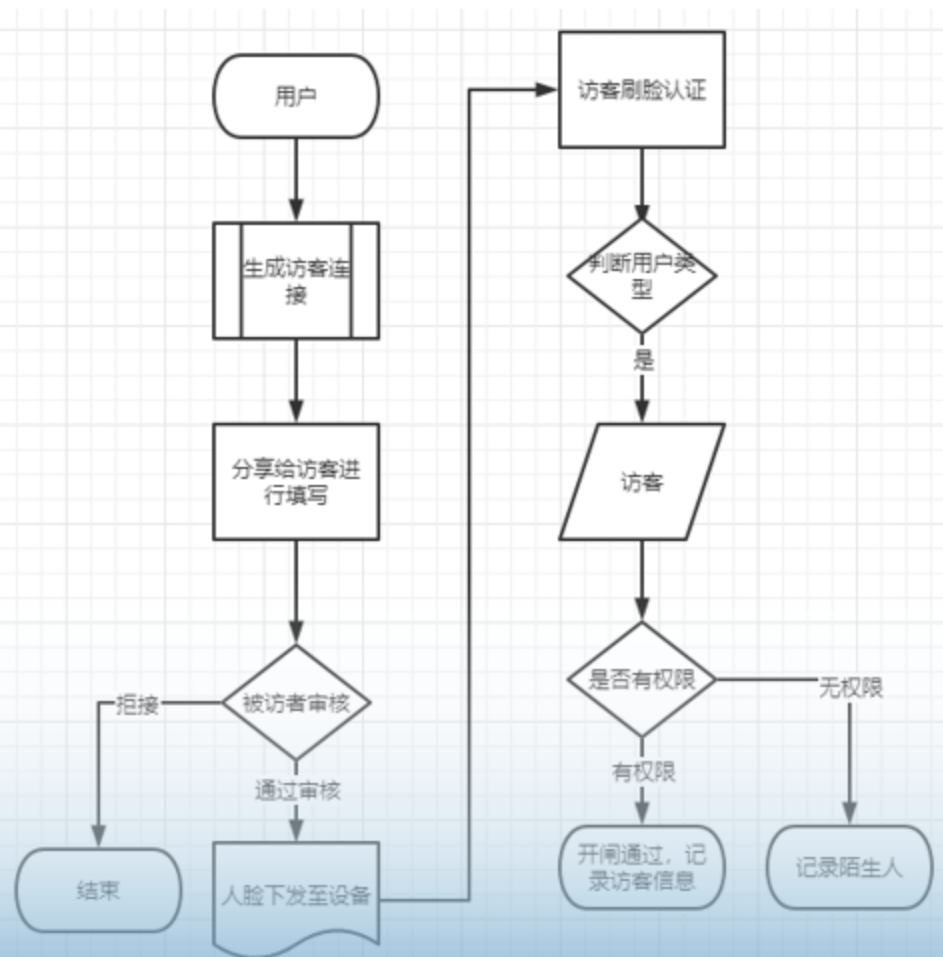 用户
生成访客连
接
分享给访客进
行填写
被访者审核
拒接
通过审核
结束
人脸下发至设备
访客刷脸认证
判断用户类
型
是
访客
是否有权限
无权限
有权限
开闸通过，记
录访客信息
记录陌生人